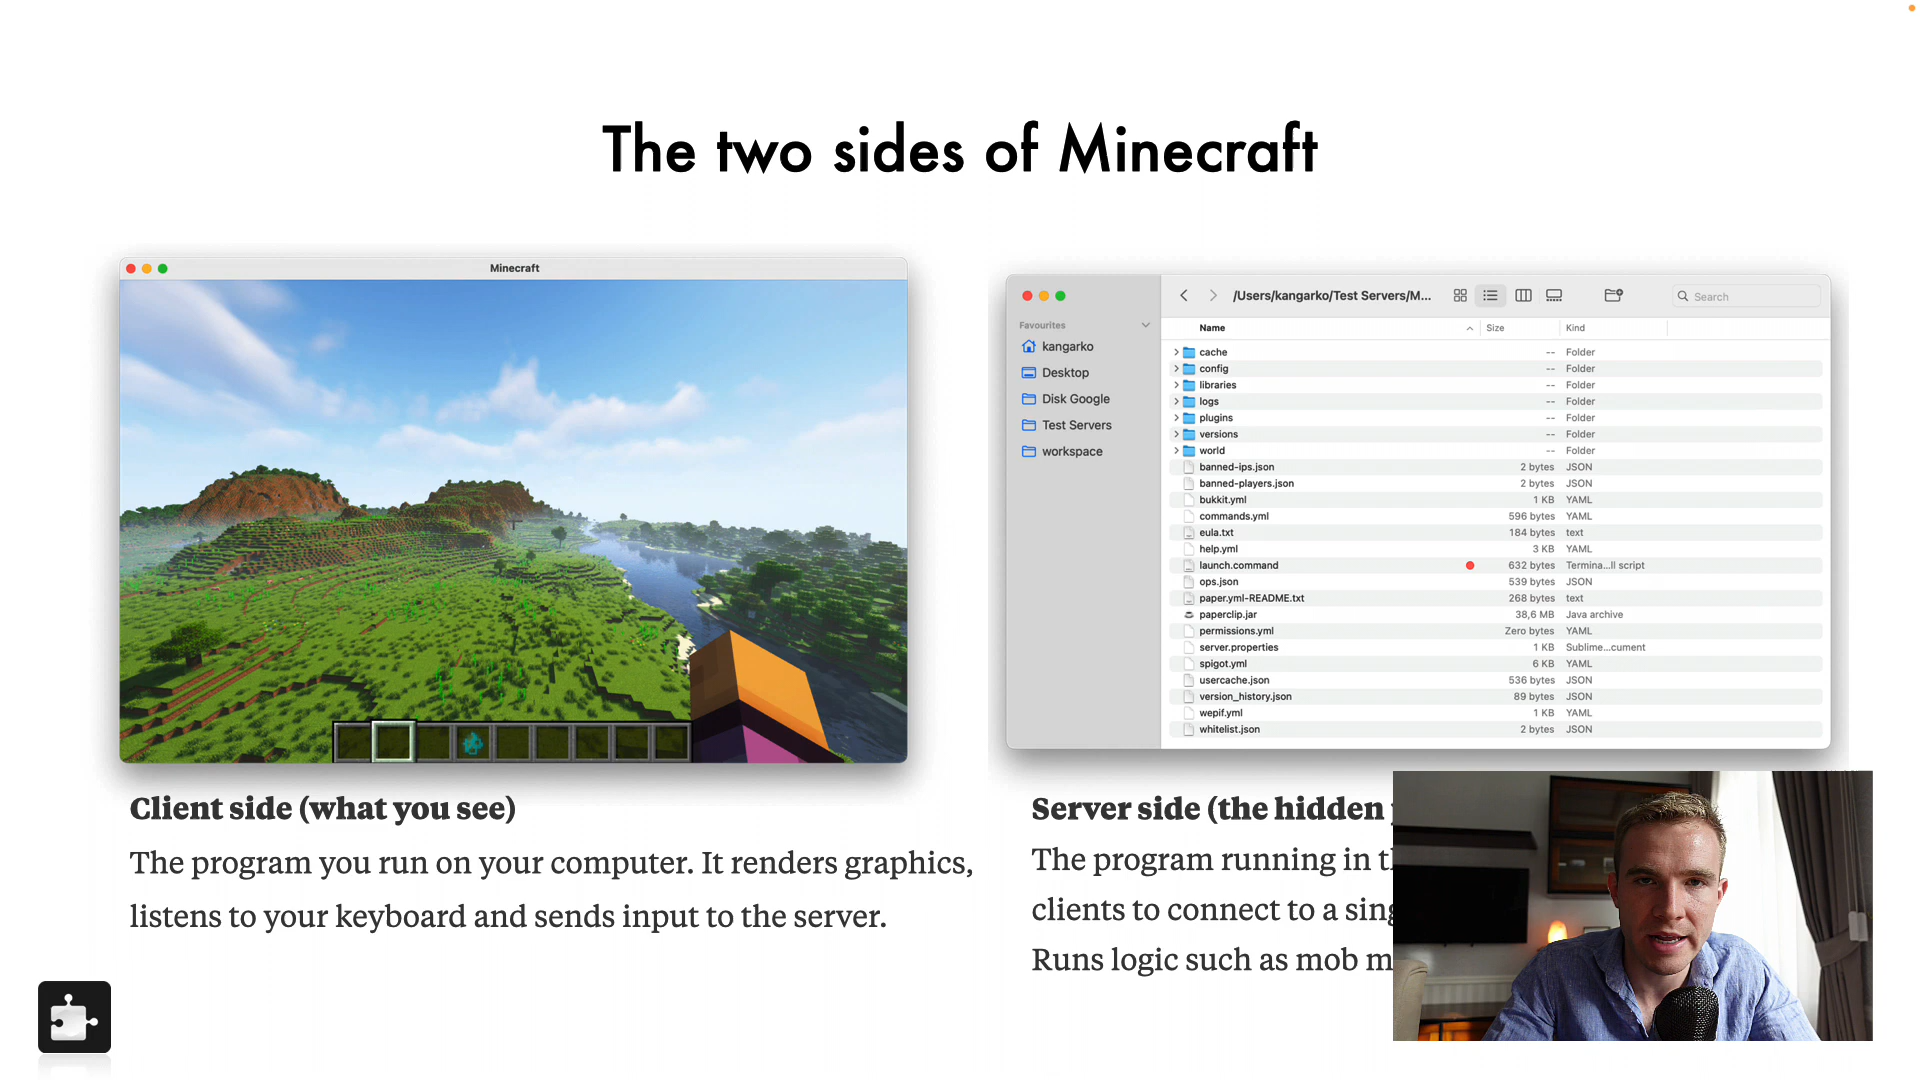 The two sides of Minecraft
Minecraft
Client side (what you see)
The program you run on your computer. It renders graphics,
listens to your keyboard and sends input to the server.
/Users/kangarko/Test Servers/M...
Search
Favourites
kangarko
Desktop
Disk Google
Test Servers
workspace
Name Size Kind
cache -- Folder
config -- Folder
libraries -- Folder
logs -- Folder
plugins -- Folder
versions -- Folder
world -- Folder
banned-ips.json 2 bytes JSON
banned-players.json 2 bytes JSON
bukkit.yml 1 KB YAML
commands.yml 596 bytes YAML
eula.txt 184 bytes text
help.yml 3 KB YAML
launch.command 632 bytes Termina...ll script
ops.json 539 bytes JSON
paper.yml-README.txt 268 bytes text
paperclip.jar 38,6 MB Java archive
permissions.yml Zero bytes YAML
server.properties 1 KB Sublime...cument
spigot.yml 6 KB YAML
usercache.json 536 bytes JSON
version_history.json 89 bytes JSON
wepif.yml 1 KB YAML
whitelist.json 2 bytes JSON
Server side (the hidden
The program running in
clients to connect to a
Runs logic such as mob